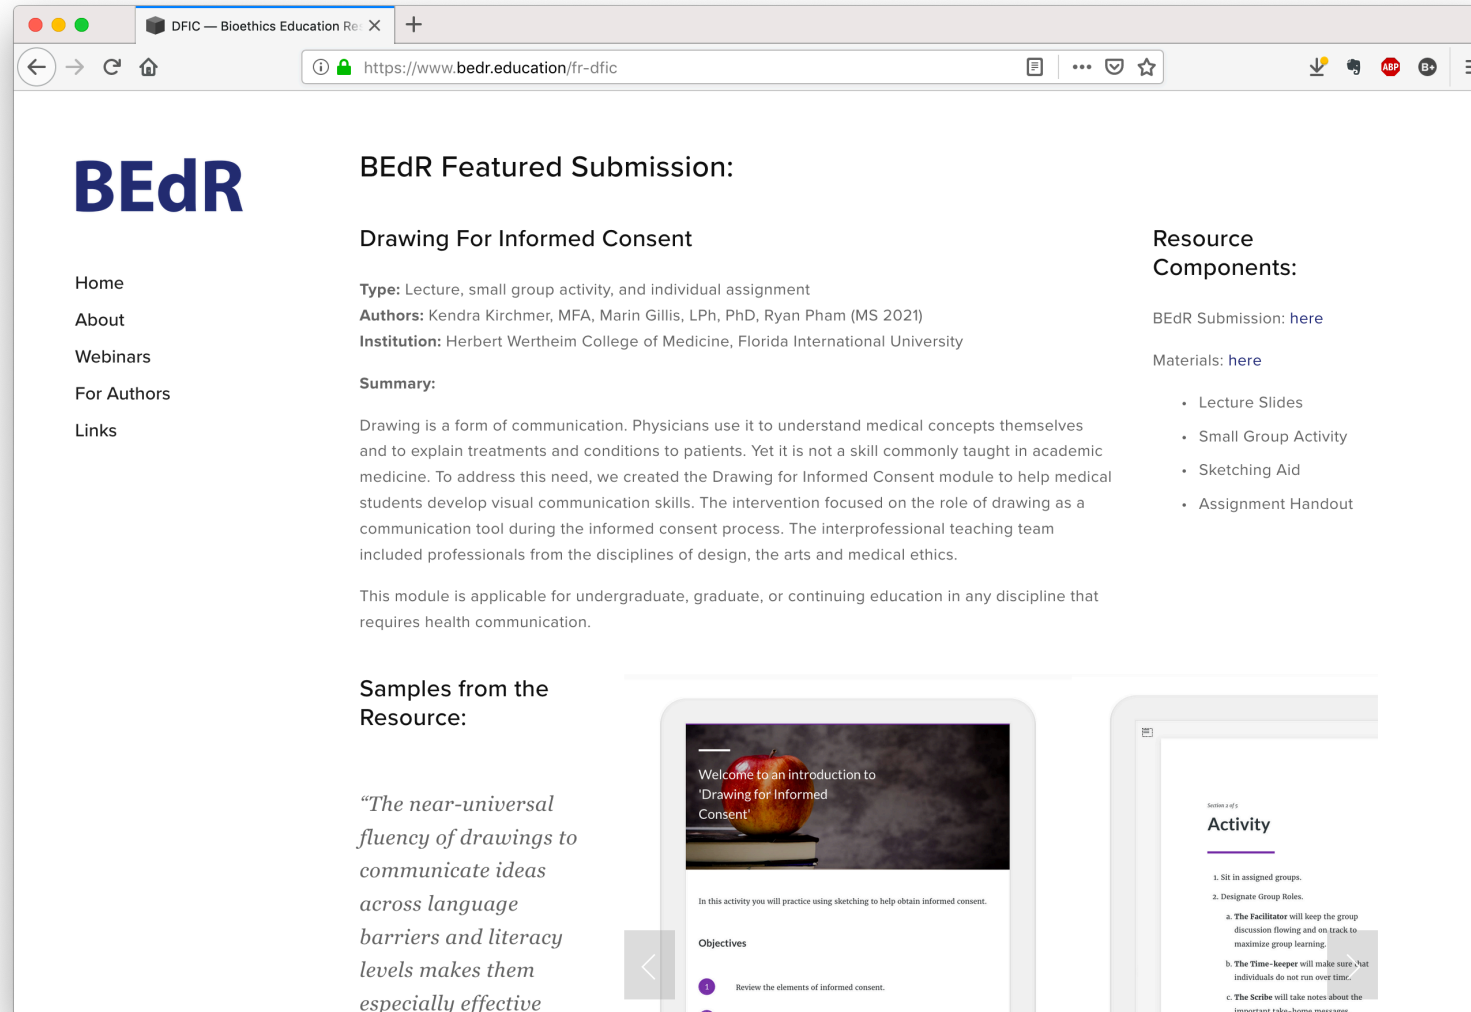 DFIC — Bioethics Education Re
https://www.bedr.education/fr-dfic
ABP
B+
BEdR
Home
About
Webinars
For Authors
Links
BEdR Featured Submission:
Drawing For Informed Consent
Type: Lecture, small group activity, and individual assignment
Authors: Kendra Kirchmer, MFA, Marin Gillis, LPh, PhD, Ryan Pham (MS 2021)
Institution: Herbert Wertheim College of Medicine, Florida International University
Summary:
Drawing is a form of communication. Physicians use it to understand medical concepts themselves
and to explain treatments and conditions to patients. Yet it is not a skill commonly taught in academic
medicine. To address this need, we created the Drawing for Informed Consent module to help medical
students develop visual communication skills. The intervention focused on the role of drawing as a
communication tool during the informed consent process. The interprofessional teaching team
included professionals from the disciplines of design, the arts and medical ethics.
This module is applicable for undergraduate, graduate, or continuing education in any discipline that
requires health communication.
Resource
Components:
BEdR Submission: here
Materials: here
• Lecture Slides
• Small Group Activity
• Sketching Aid
• Assignment Handout
Samples from the
Resource:
“The near-universal
fluency of drawings to
communicate ideas
across language
barriers and literacy
levels makes them
especially effective
Welcome to an introduction to
'Drawing for Informed
Consent'
In this activity you will practice using sketching to help obtain informed consent.
Objectives
1 Review the elements of informed consent.
Section 2 of 5
Activity
1. Sit in assigned groups.
2. Designate Group Roles.
a. The Facilitator will keep the group
discussion flowing and on track to
maximize group learning.
b. The Time-keeper will make sure that
individuals do not run over time.
c. The Scribe will take notes about the
important take-home messages